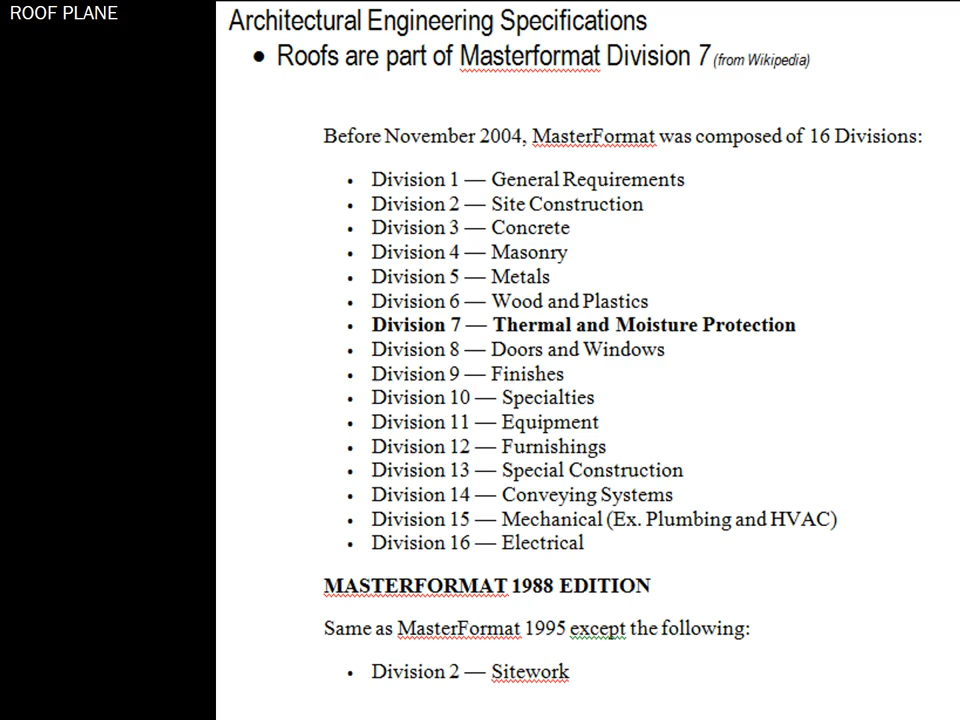 ROOF PLANE
Architectural Engineering Specifications
• Roofs are part of Masterformat Division 7 (from Wikipedia)
Before November 2004, MasterFormat was composed of 16 Divisions:
• Division 1 — General Requirements
• Division 2 — Site Construction
• Division 3 — Concrete
• Division 4 — Masonry
• Division 5 — Metals
• Division 6 — Wood and Plastics
• Division 7 — Thermal and Moisture Protection
• Division 8 — Doors and Windows
• Division 9 — Finishes
• Division 10 — Specialties
• Division 11 — Equipment
• Division 12 — Furnishings
• Division 13 — Special Construction
• Division 14 — Conveying Systems
• Division 15 — Mechanical (Ex. Plumbing and HVAC)
• Division 16 — Electrical
MASTERFORMAT 1988 EDITION
Same as MasterFormat 1995 except the following:
• Division 2 — Sitework